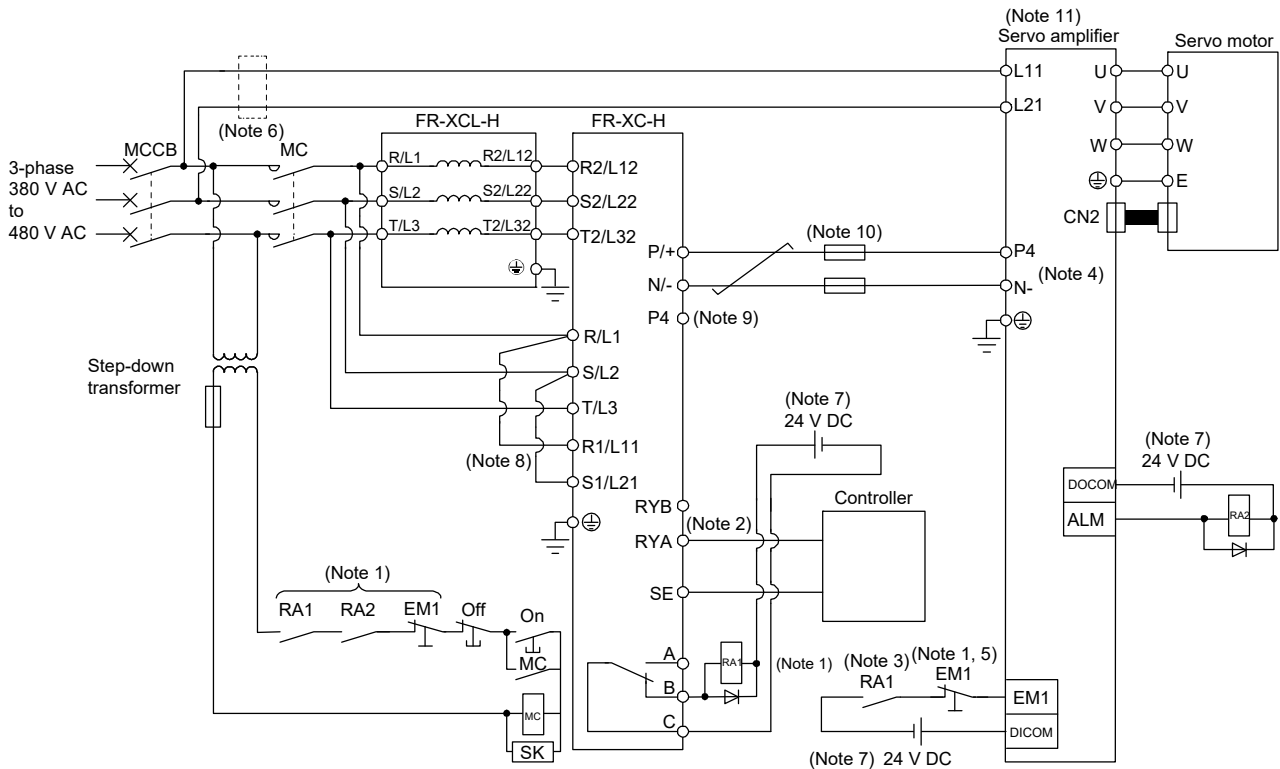 (Note 11)
Servo amplifier
Servo motor
L11
U
U
L21
V
V
(Note 6)
FR-XCL-H
FR-XC-H
MCCB
MC
W
W
3-phase
380 V AC
to
480 V AC
R/L1
R2/L12
R2/L12
S/L2
S2/L22
S2/L22
T/L3
T2/L32
T2/L32
E
CN2
P/+
(Note 10)
P4
(Note 4)
N/-
N-
P4
(Note 9)
R/L1
Step-down
transformer
S/L2
T/L3
(Note 7)
24 V DC
R1/L11
(Note 8)
S1/L21
(Note 7)
24 V DC
Controller
DOCOM
RYB
(Note 2)
RYA
ALM
RA2
(Note 1)
SE
RA1
RA2
EM1
Off
On
MC
A
RA1
(Note 1)
(Note 3)
RA1
(Note 1, 5)
EM1
B
EM1
MC
C
DICOM
SK
(Note 7)
24 V DC